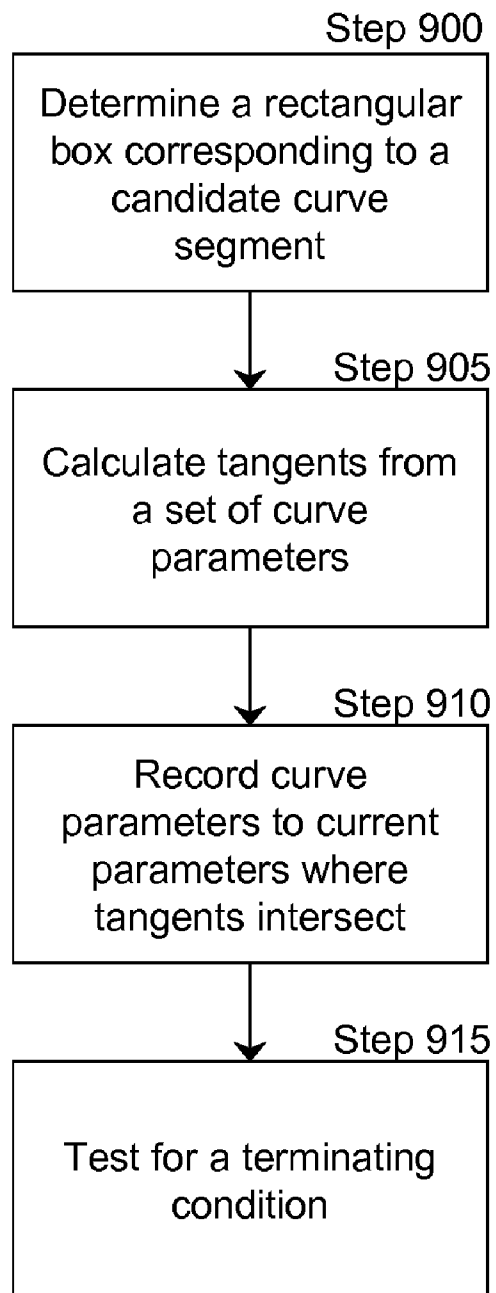 Step 900
Determine a rectangular
box corresponding to a
candidate curve
segment
Step 905
Calculate tangents from
a set of curve
parameters
Step 910
Record curve
parameters to current
parameters where
tangents intersect
Step 915
Test for a terminating
condition